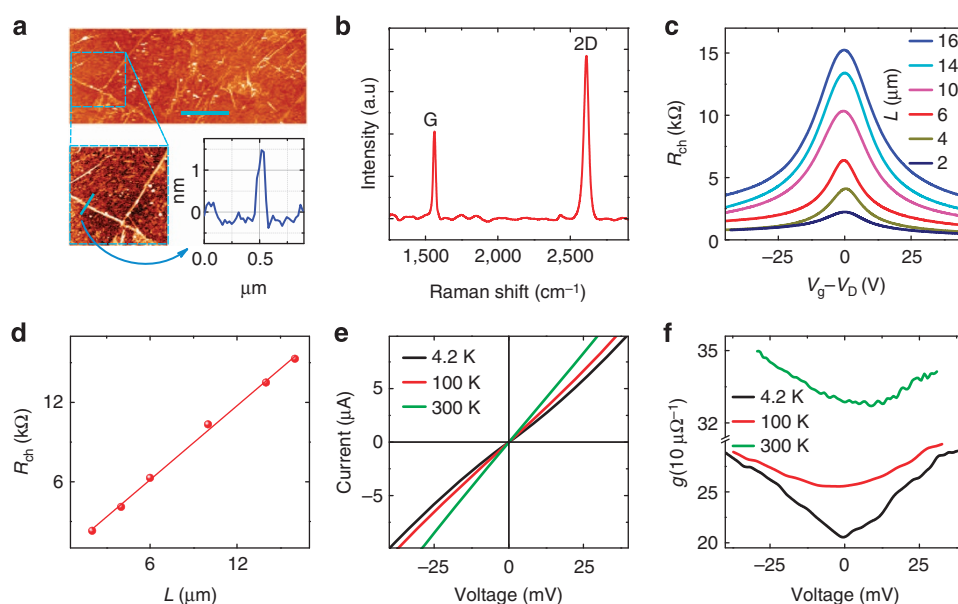 a
1
0
nm
0.0
0.5
μm
b
G
2D
Intensity (a.u)
1,500
2,000
2,500
Raman shift (cm⁻¹)
c
16
14
10
6
4
2
L (μm)
15
10
5
0
R_ch (kΩ)
−25
0
25
V_g–V_D (V)
d
12
6
R_ch (kΩ)
6
12
L (μm)
e
4.2 K
100 K
300 K
5
0
−5
Current (μA)
−25
0
25
Voltage (mV)
f
4.2 K
100 K
300 K
35
32
25
20
g(10 μΩ⁻¹)
−25
0
25
Voltage (mV)